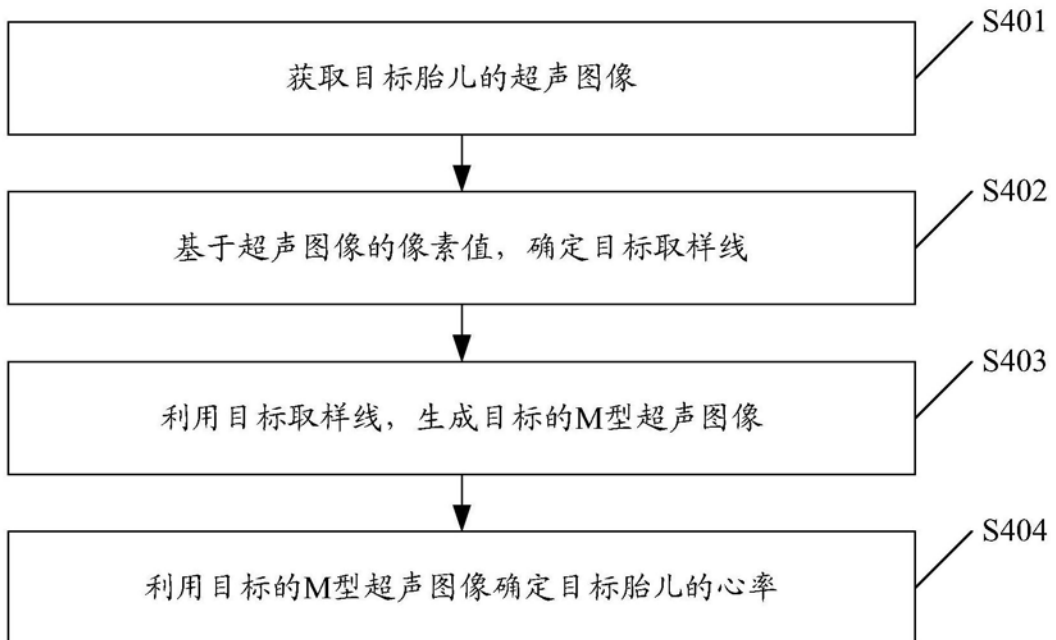 S401
获取目标胎儿的超声图像
S402
基于超声图像的像素值，确定目标取样线
S403
利用目标取样线，生成目标的M型超声图像
S404
利用目标的M型超声图像确定目标胎儿的心率